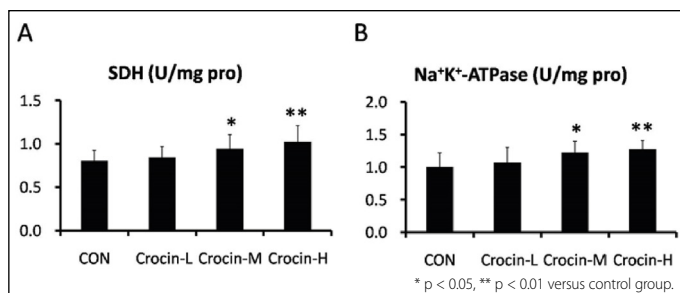 A
SDH (U/mg pro)
1.5
1.0
0.5
0.0
* **
CON Crocin-L Crocin-M Crocin-H
B
Na⁺K⁺-ATPase (U/mg pro)
2.0
1.5
1.0
0.5
0.0
* **
CON Crocin-L Crocin-M Crocin-H
* p < 0.05, ** p < 0.01 versus control group.